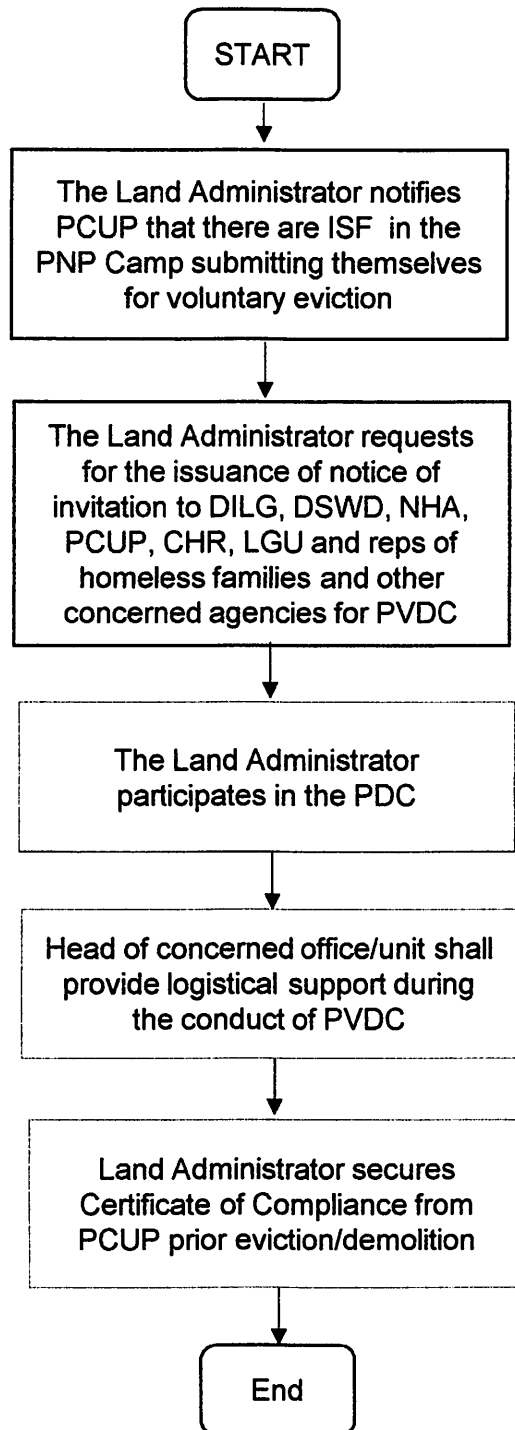 START
The Land Administrator notifies
PCUP that there are ISF in the
PNP Camp submitting themselves
for voluntary eviction
The Land Administrator requests
for the issuance of notice of
invitation to DILG, DSWD, NHA,
PCUP, CHR, LGU and reps of
homeless families and other
concerned agencies for PVDC
The Land Administrator
participates in the PDC
Head of concerned office/unit shall
provide logistical support during
the conduct of PVDC
Land Administrator secures
Certificate of Compliance from
PCUP prior eviction/demolition
End